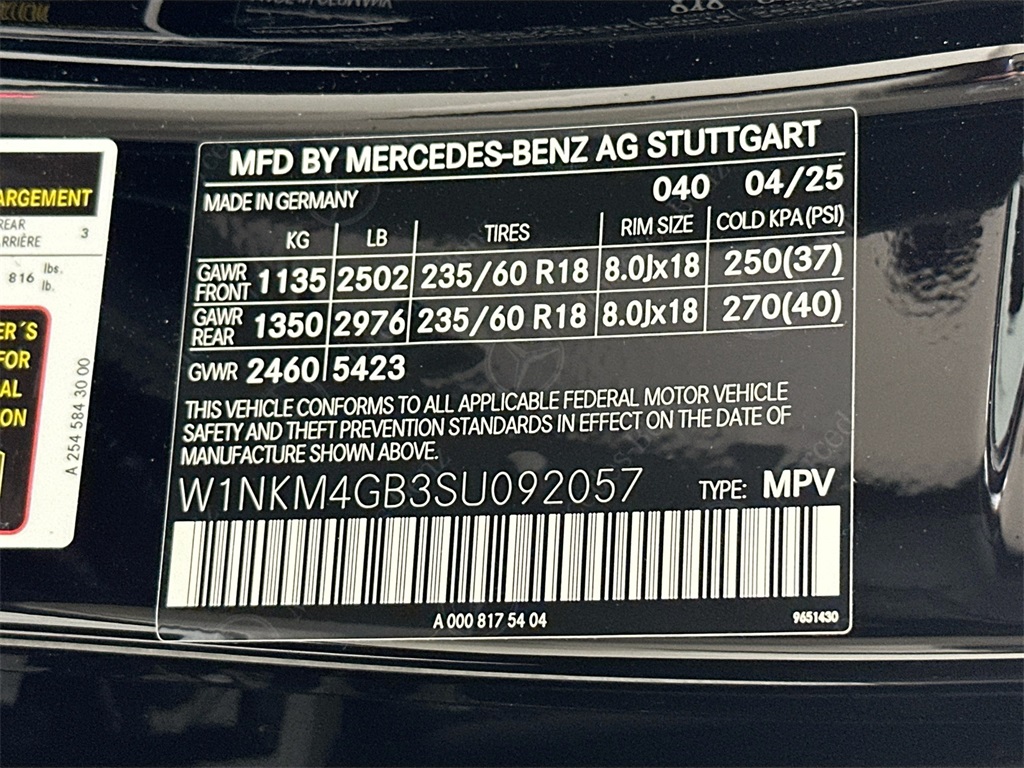 MFD BY MERCEDES-BENZ AG STUTTGART
MADE IN GERMANY 040 04/25
KG LB TIRES RIM SIZE COLD KPA (PSI)
GAWR FRONT 1135 2502 235/60 R18 8.0Jx18 250(37)
GAWR REAR 1350 2976 235/60 R18 8.0Jx18 270(40)
GVWR 2460 5423
THIS VEHICLE CONFORMS TO ALL APPLICABLE FEDERAL MOTOR VEHICLE
SAFETY AND THEFT PREVENTION STANDARDS IN EFFECT ON THE DATE OF
MANUFACTURE SHOWN ABOVE.
W1NKM4GB3SU092057 TYPE: MPV
A 000 817 54 04 9651430
ARGEMENT
REAR
ARRIÈRE 3
816 lbs.
lb.
ER´S
FOR
AL
ON
A 254 584 30 00